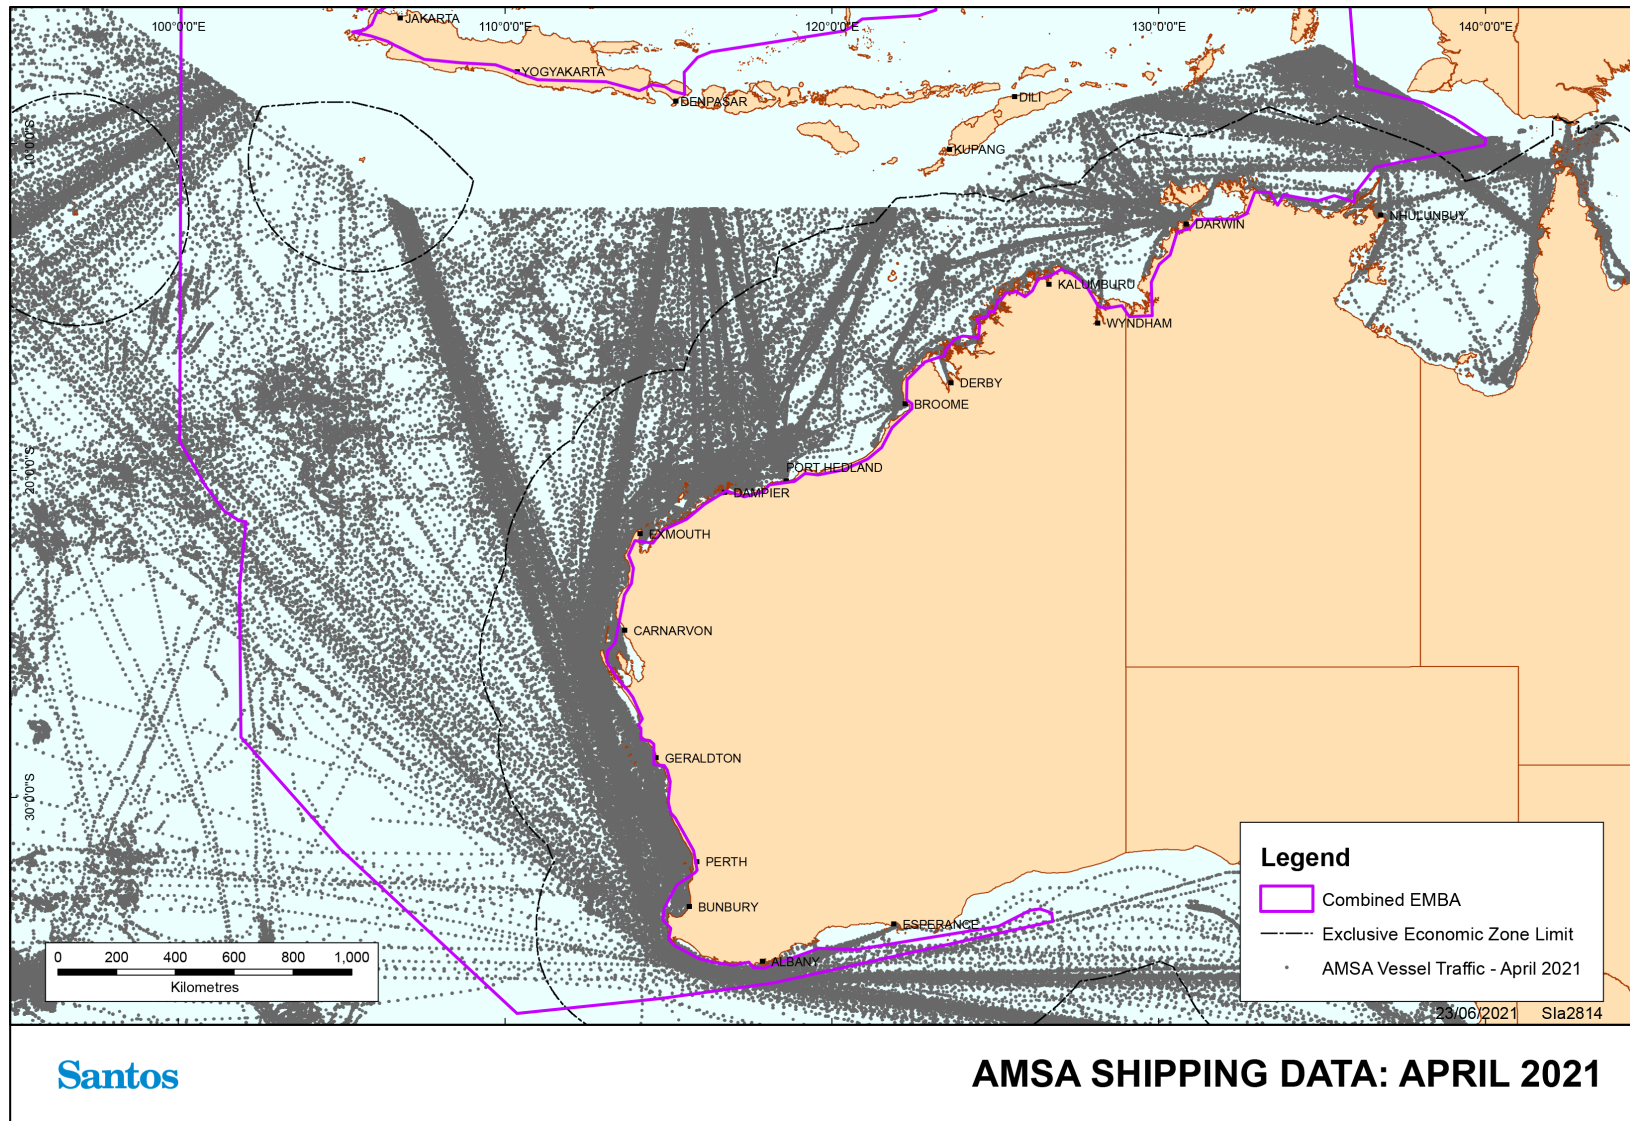 100°0'0"E
110°0'0"E
120°0'0"E
130°0'0"E
140°0'0"E
JAKARTA
YOGYAKARTA
DENPASAR
DILI
KUPANG
10°0'0"S
NHULUNBUY
DARWIN
KALUMBURU
WYNDHAM
DERBY
BROOME
20°0'0"S
PORT HEDLAND
DAMPIER
EXMOUTH
CARNARVON
GERALDTON
30°0'0"S
PERTH
BUNBURY
ESPERANCE
ALBANY
Legend
Combined EMBA
Exclusive Economic Zone Limit
AMSA Vessel Traffic - April 2021
0 200 400 600 800 1,000
Kilometres
23/06/2021 Sla2814
Santos
AMSA SHIPPING DATA: APRIL 2021